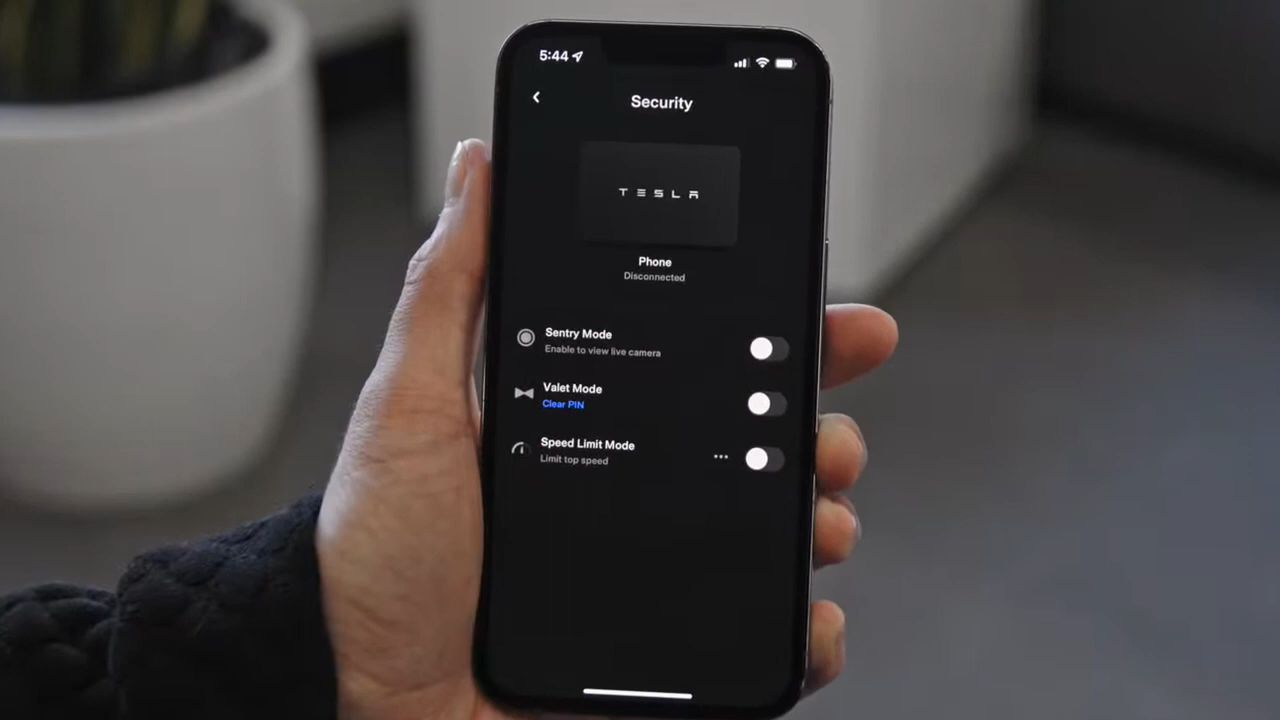 5:44
Security
TESLA
Phone
Disconnected
Sentry Mode
Enable to view live camera
Valet Mode
Clear PIN
Speed Limit Mode
Limit top speed